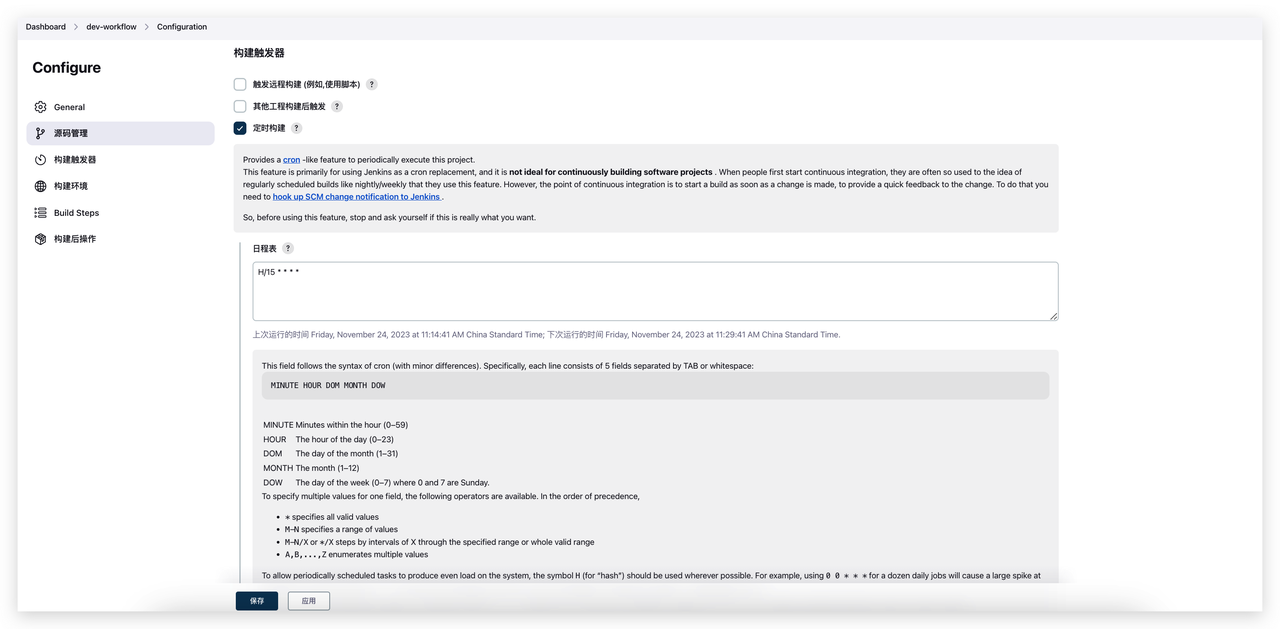 Dashboard > dev-workflow > Configuration
Configure
General
源码管理
构建触发器
构建环境
Build Steps
构建后操作
构建触发器
触发远程构建 (例如,使用脚本) ?
其他工程构建后触发 ?
定时构建 ?
Provides a cron -like feature to periodically execute this project.
This feature is primarily for using Jenkins as a cron replacement, and it is not ideal for continuously building software projects . When people first start continuous integration, they are often so used to the idea of
regularly scheduled builds like nightly/weekly that they use this feature. However, the point of continuous integration is to start a build as soon as a change is made, to provide a quick feedback to the change. To do that you
need to hook up SCM change notification to Jenkins .
So, before using this feature, stop and ask yourself if this is really what you want.
日程表 ?
H/15 * * * *
上次运行的时间 Friday, November 24, 2023 at 11:14:41 AM China Standard Time; 下次运行的时间 Friday, November 24, 2023 at 11:29:41 AM China Standard Time.
This field follows the syntax of cron (with minor differences). Specifically, each line consists of 5 fields separated by TAB or whitespace:
MINUTE HOUR DOM MONTH DOW
MINUTE Minutes within the hour (0–59)
HOUR The hour of the day (0–23)
DOM The day of the month (1–31)
MONTH The month (1–12)
DOW The day of the week (0–7) where 0 and 7 are Sunday.
To specify multiple values for one field, the following operators are available. In the order of precedence,
• * specifies all valid values
• M-N specifies a range of values
• M-N/X or */X steps by intervals of X through the specified range or whole valid range
• A,B,...,Z enumerates multiple values
To allow periodically scheduled tasks to produce even load on the system, the symbol H (for “hash”) should be used wherever possible. For example, using 0 0 * * * for a dozen daily jobs will cause a large spike at
保存
应用